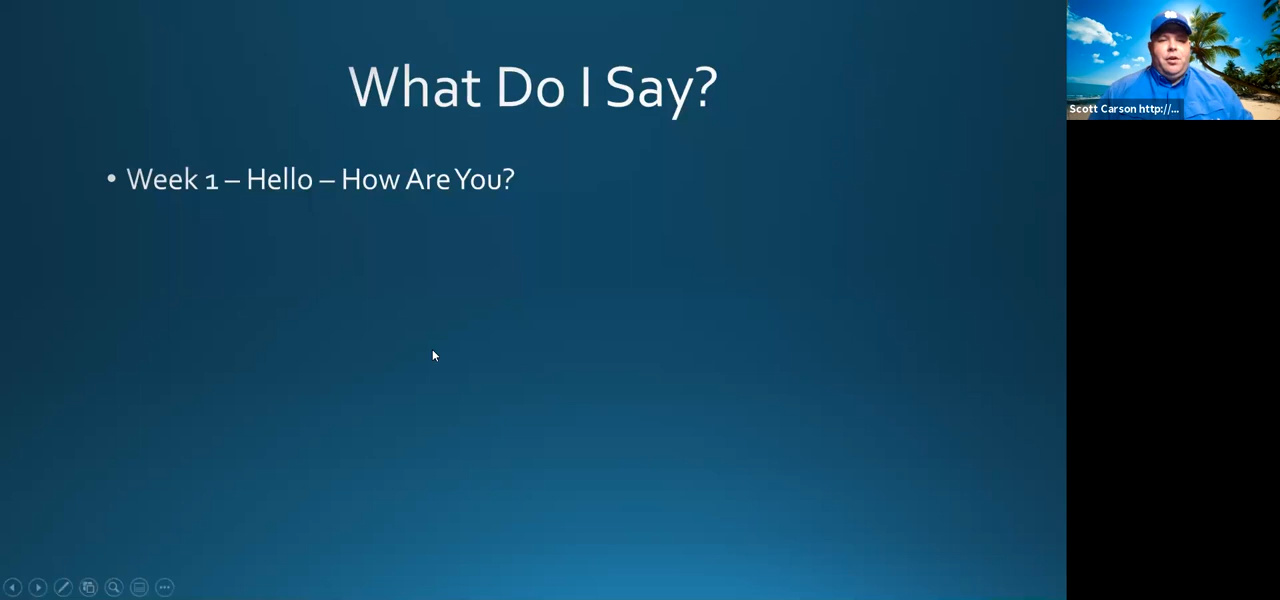 What Do I Say?
• Week 1 – Hello – How Are You?
Scott Carson http://...